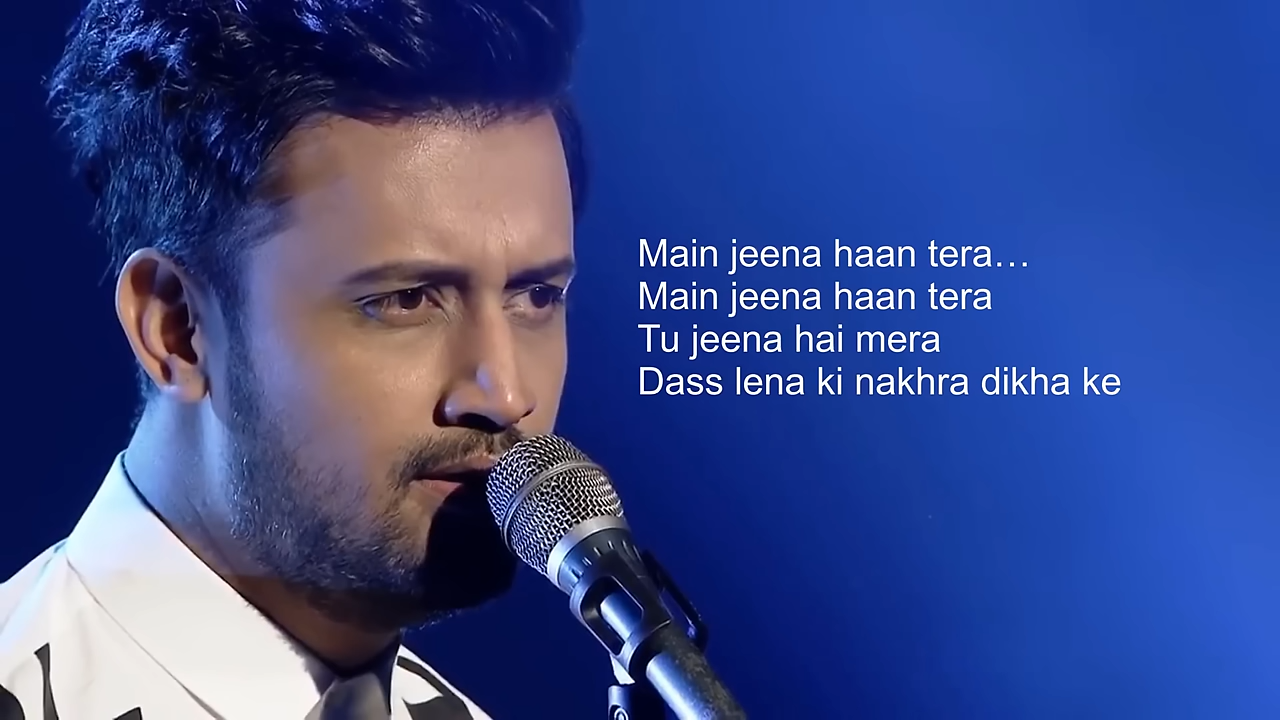 Main jeena haan tera…
Main jeena haan tera
Tu jeena hai mera
Dass lena ki nakhra dikha ke